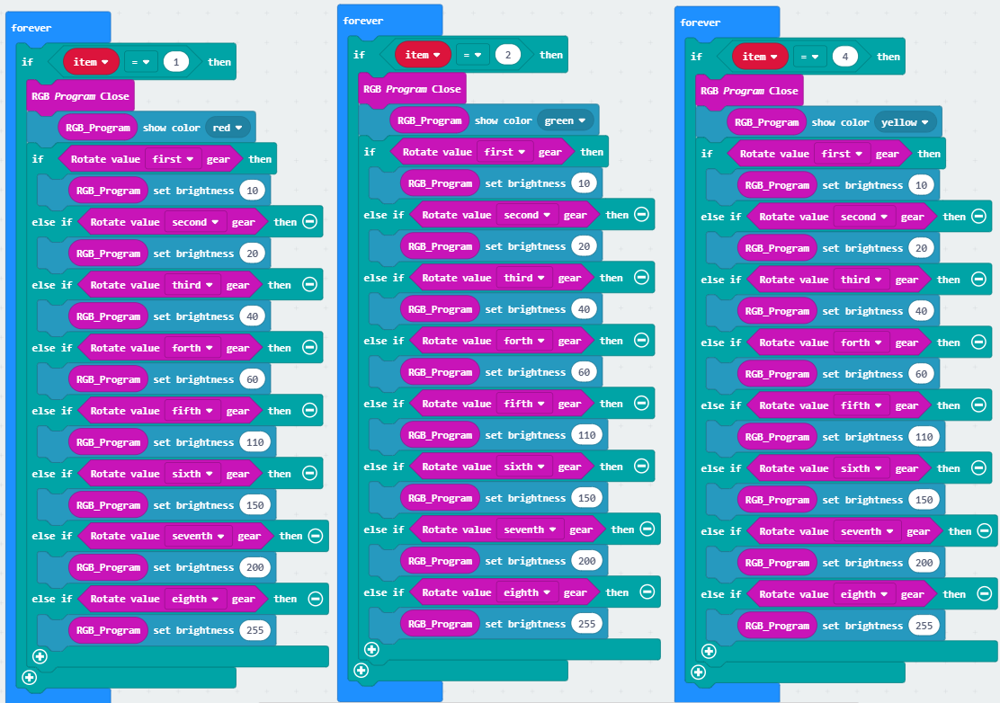 forever
if item = 1 then
RGB Program Close
RGB_Program show color red
if Rotate value first gear then
RGB_Program set brightness 10
else if Rotate value second gear then
RGB_Program set brightness 20
else if Rotate value third gear then
RGB_Program set brightness 40
else if Rotate value forth gear then
RGB_Program set brightness 60
else if Rotate value fifth gear then
RGB_Program set brightness 110
else if Rotate value sixth gear then
RGB_Program set brightness 150
else if Rotate value seventh gear then
RGB_Program set brightness 200
else if Rotate value eighth gear then
RGB_Program set brightness 255
forever
if item = 2 then
RGB Program Close
RGB_Program show color green
if Rotate value first gear then
RGB_Program set brightness 10
else if Rotate value second gear then
RGB_Program set brightness 20
else if Rotate value third gear then
RGB_Program set brightness 40
else if Rotate value forth gear then
RGB_Program set brightness 60
else if Rotate value fifth gear then
RGB_Program set brightness 110
else if Rotate value sixth gear then
RGB_Program set brightness 150
else if Rotate value seventh gear then
RGB_Program set brightness 200
else if Rotate value eighth gear then
RGB_Program set brightness 255
forever
if item = 4 then
RGB Program Close
RGB_Program show color yellow
if Rotate value first gear then
RGB_Program set brightness 10
else if Rotate value second gear then
RGB_Program set brightness 20
else if Rotate value third gear then
RGB_Program set brightness 40
else if Rotate value forth gear then
RGB_Program set brightness 60
else if Rotate value fifth gear then
RGB_Program set brightness 110
else if Rotate value sixth gear then
RGB_Program set brightness 150
else if Rotate value seventh gear then
RGB_Program set brightness 200
else if Rotate value eighth gear then
RGB_Program set brightness 255